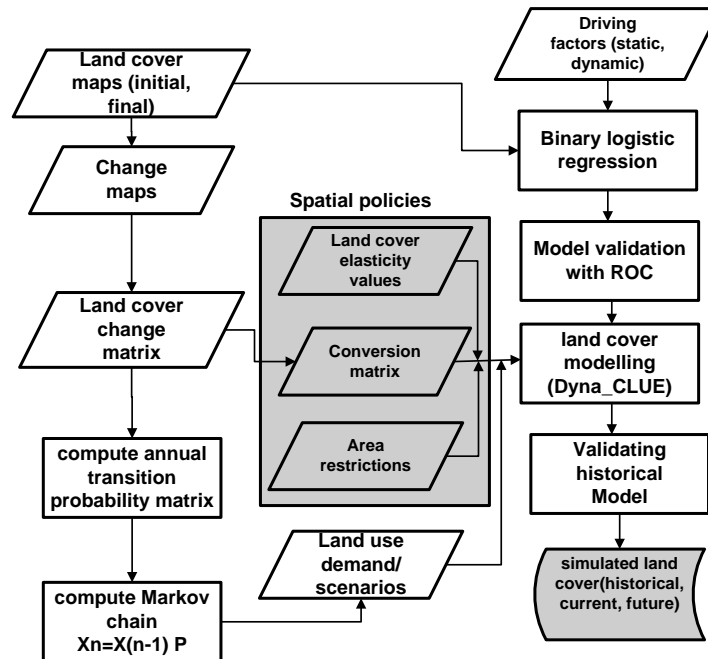 Land cover
maps (initial,
final)
Driving
factors (static,
dynamic)
Binary logistic
regression
Change
maps
Spatial policies
Land cover
elasticity
values
Model validation
with ROC
Land cover
change
matrix
Conversion
matrix
land cover
modelling
(Dyna_CLUE)
Area
restrictions
compute annual
transition
probability matrix
Validating
historical
Model
Land use
demand/
scenarios
simulated land
cover(historical,
current, future)
compute Markov
chain
Xn=X(n-1) P